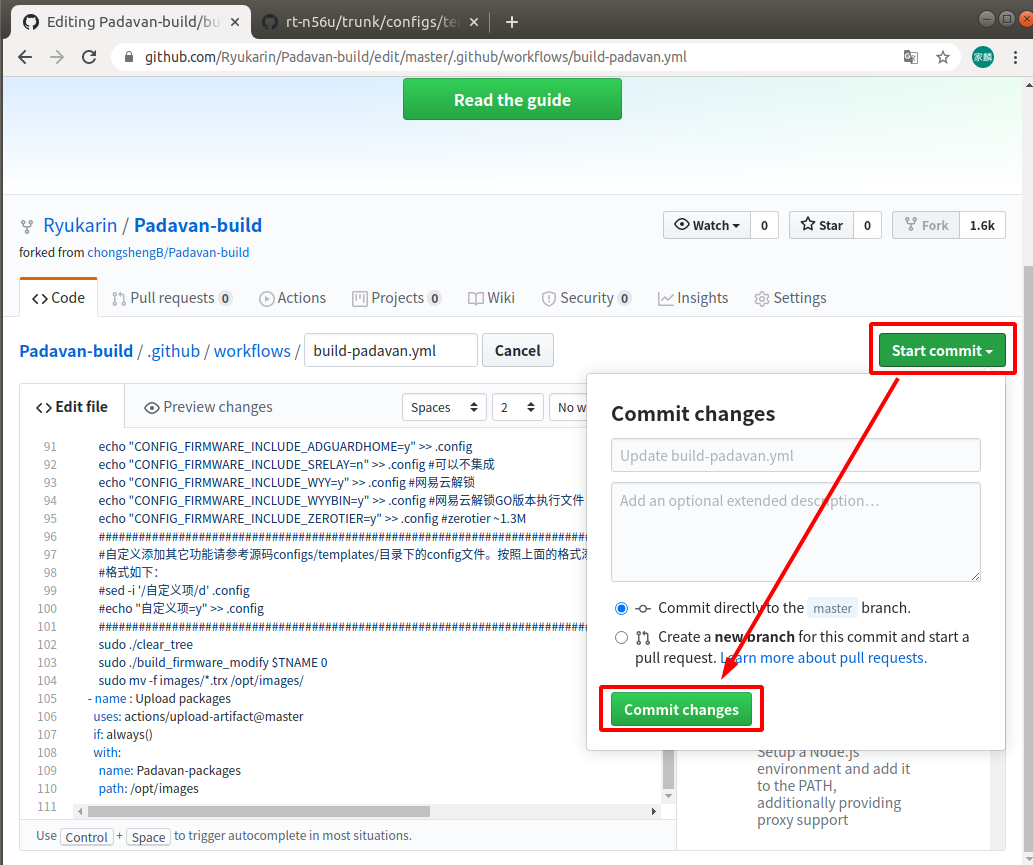 Editing Padavan-build/bu
rt-n56u/trunk/configs/te
github.com/Ryukarin/Padavan-build/edit/master/.github/workflows/build-padavan.yml
家麟
Read the guide
Ryukarin / Padavan-build
Watch 0
Star 0
Fork 1.6k
forked from chongshengB/Padavan-build
Code
Pull requests 0
Actions
Projects 0
Wiki
Security 0
Insights
Settings
Padavan-build / .github / workflows / build-padavan.yml
Cancel
Start commit
Edit file
Preview changes
Spaces
2
No w
91 echo "CONFIG_FIRMWARE_INCLUDE_ADGUARDHOME=y" >> .config
92 echo "CONFIG_FIRMWARE_INCLUDE_SRELAY=n" >> .config #可以不集成
93 echo "CONFIG_FIRMWARE_INCLUDE_WYY=y" >> .config #网易云解锁
94 echo "CONFIG_FIRMWARE_INCLUDE_WYYBIN=y" >> .config #网易云解锁GO版本执行文件
95 echo "CONFIG_FIRMWARE_INCLUDE_ZEROTIER=y" >> .config #zerotier ~1.3M
96 ##########################################################################
97 #自定义添加其它功能请参考源码configs/templates/目录下的config文件。按照上面的格式
98 #格式如下：
99 #sed -i '/自定义项/d' .config
100 #echo "自定义项=y" >> .config
101 ##########################################################################
102 sudo ./clear_tree
103 sudo ./build_firmware_modify $TNAME 0
104 sudo mv -f images/*.trx /opt/images/
105 - name : Upload packages
106 uses: actions/upload-artifact@master
107 if: always()
108 with:
109 name: Padavan-packages
110 path: /opt/images
111
Use Control + Space to trigger autocomplete in most situations.
Commit changes
Update build-padavan.yml
Add an optional extended description…
Commit directly to the master branch.
Create a new branch for this commit and start a
pull request. Learn more about pull requests.
Commit changes
Setup a Node.js
environment and add it
to the PATH,
additionally providing
proxy support